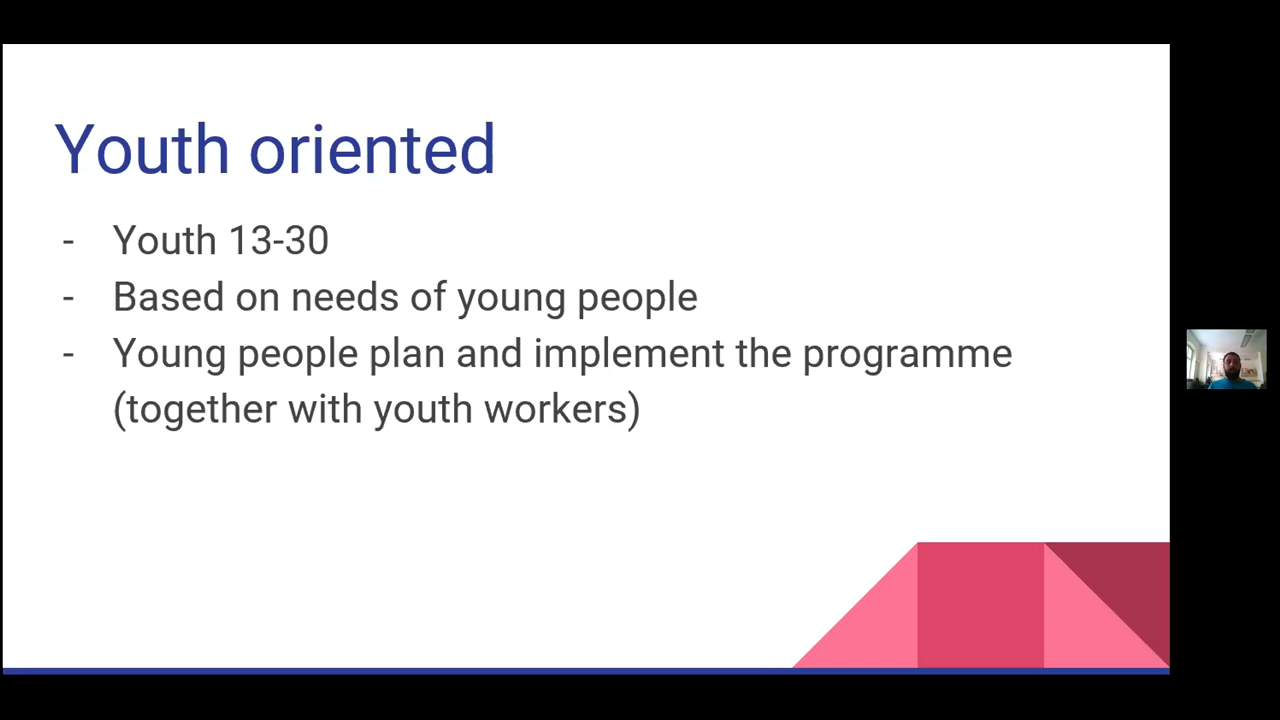 Youth oriented
- Youth 13-30
- Based on needs of young people
- Young people plan and implement the programme
(together with youth workers)